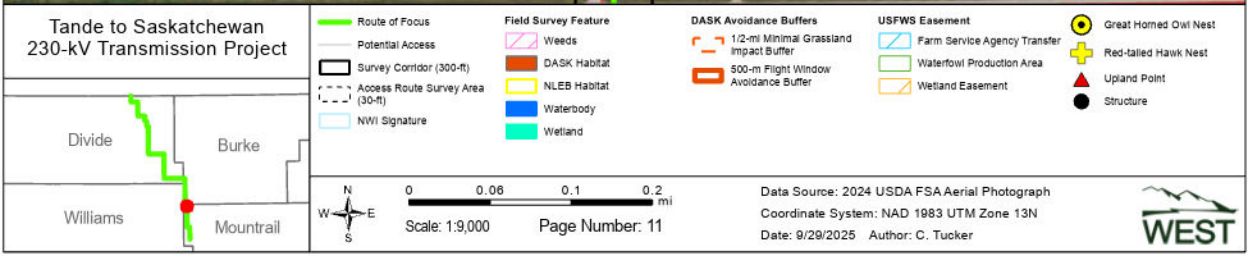 Tande to Saskatchewan
230-kV Transmission Project
Divide
Burke
Williams
Mountrail
Route of Focus
Potential Access
Survey Corridor (300-ft)
Access Route Survey Area
(30-ft)
NWI Signature
Field Survey Feature
Weeds
DASK Habitat
NLEB Habitat
Waterbody
Wetland
DASK Avoidance Buffers
1/2-mi Minimal Grassland
Impact Buffer
500-m Flight Window
Avoidance Buffer
USFWS Easement
Farm Service Agency Transfer
Waterfowl Production Area
Wetland Easement
Great Horned Owl Nest
Red-tailed Hawk Nest
Upland Point
Structure
N
W E
S
0 0.06 0.1 0.2
mi
Scale: 1:9,000 Page Number: 11
Data Source: 2024 USDA FSA Aerial Photograph
Coordinate System: NAD 1983 UTM Zone 13N
Date: 9/29/2025 Author: C. Tucker
WEST